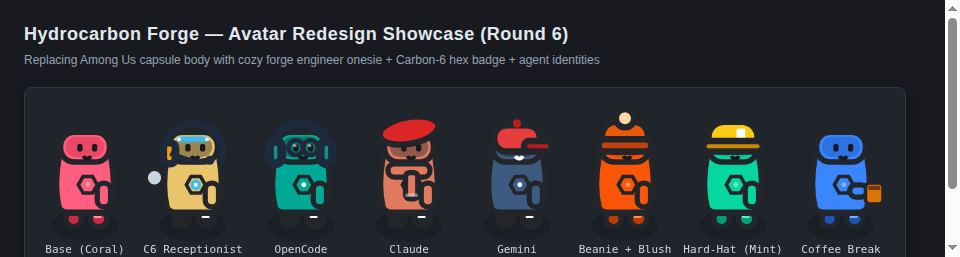 Hydrocarbon Forge — Avatar Redesign Showcase (Round 6)
Replacing Among Us capsule body with cozy forge engineer onesie + Carbon-6 hex badge + agent identities
Base (Coral) C6 Receptionist OpenCode Claude Gemini Beanie + Blush Hard-Hat (Mint) Coffee Break